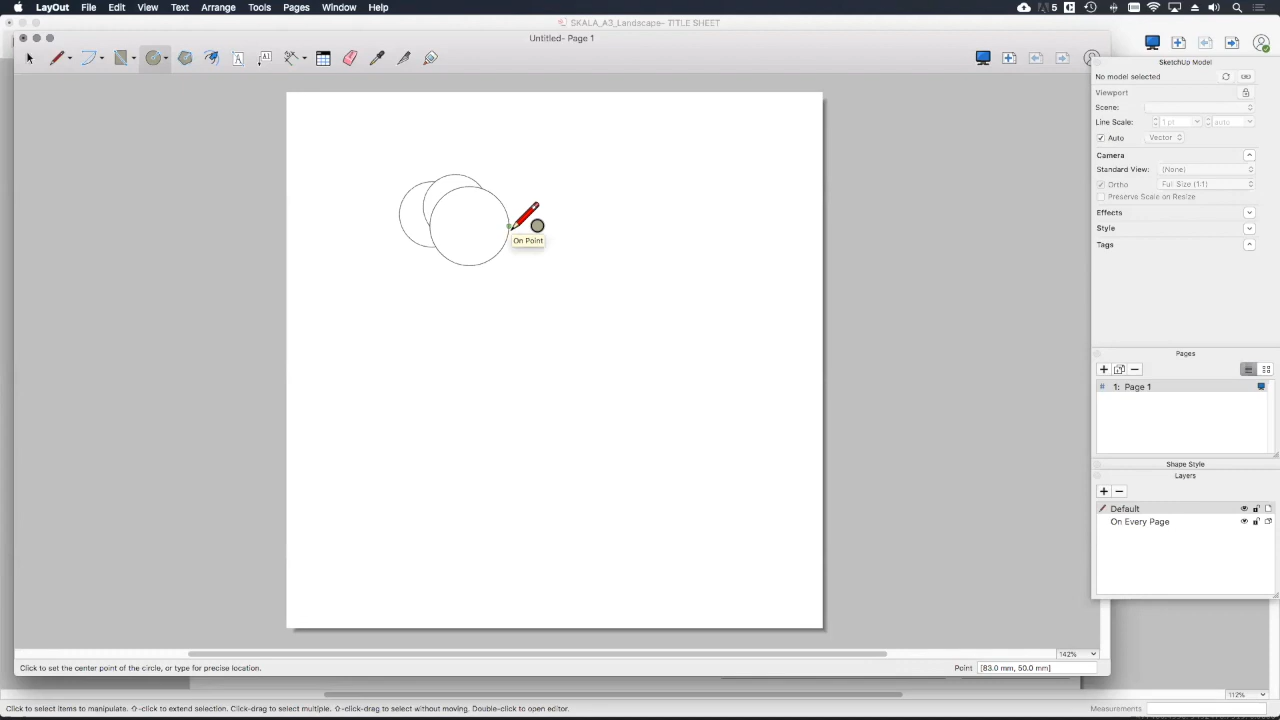 LayOut File Edit View Text Arrange Tools Pages Window Help
5
SKALA_A3_Landscape– TITLE SHEET
Untitled– Page 1
SketchUp Model
No model selected
Viewport
Scene:
Line Scale: 1 pt auto
Auto Vector
Camera
Standard View: (None)
Ortho Full Size (1:1)
Preserve Scale on Resize
Effects
Style
Tags
On Point
Pages
# 1: Page 1
Shape Style
Layers
Default
On Every Page
142%
Click to set the center point of the circle, or type for precise location.
Point [83.0 mm, 50.0 mm]
112%
Click to select items to manipulate. ⇧-click to extend selection. Click-drag to select multiple. ⇧-click-drag to select without moving. Double-click to open editor.
Measurements